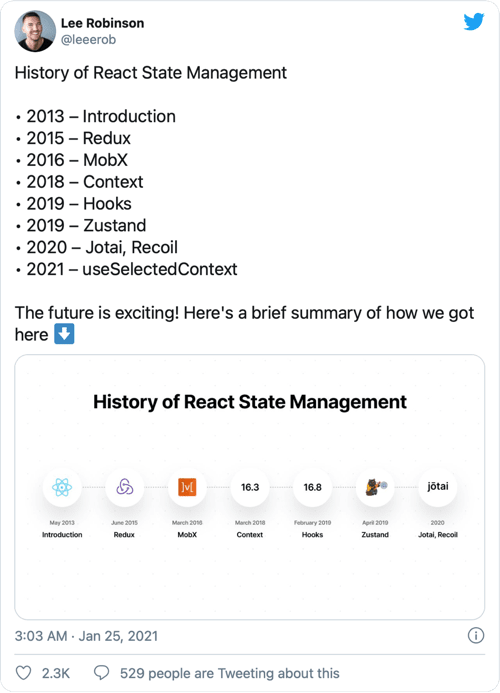 Lee Robinson
@leeerob
History of React State Management
• 2013 – Introduction
• 2015 – Redux
• 2016 – MobX
• 2018 – Context
• 2019 – Hooks
• 2019 – Zustand
• 2020 – Jotai, Recoil
• 2021 – useSelectedContext
The future is exciting! Here's a brief summary of how we got
here ⬇️
History of React State Management
]v[ 16.3 16.8 jōtai
May 2013 June 2015 March 2016 March 2018 February 2019 April 2019 2020
Introduction Redux MobX Context Hooks Zustand Jotai, Recoil
3:03 AM · Jan 25, 2021
2.3K 529 people are Tweeting about this